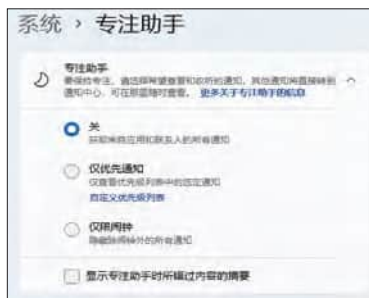 系统 › 专注助手
专注助手
要保持专注，请选择希望查看和收听的通知。其他通知将直接转到
通知中心，可在那里随时查看。 更多关于专注助手的信息
关
获取来自应用和联系人的所有通知
仅优先通知
仅查看优先级列表中的选定通知
自定义优先级列表
仅限闹钟
隐藏除闹钟外的所有通知
显示专注助手时所错过内容的摘要